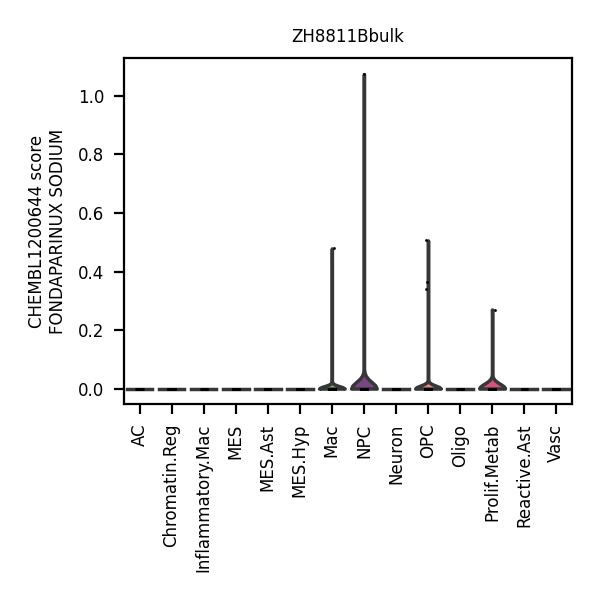 ZH8811Bbulk
CHEMBL1200644 score
FONDAPARINUX SODIUM
1.0
0.8
0.6
0.4
0.2
0.0
AC
Chromatin.Reg
Inflammatory.Mac
MES
MES.Ast
MES.Hyp
Mac
NPC
Neuron
OPC
Oligo
Prolif.Metab
Reactive.Ast
Vasc